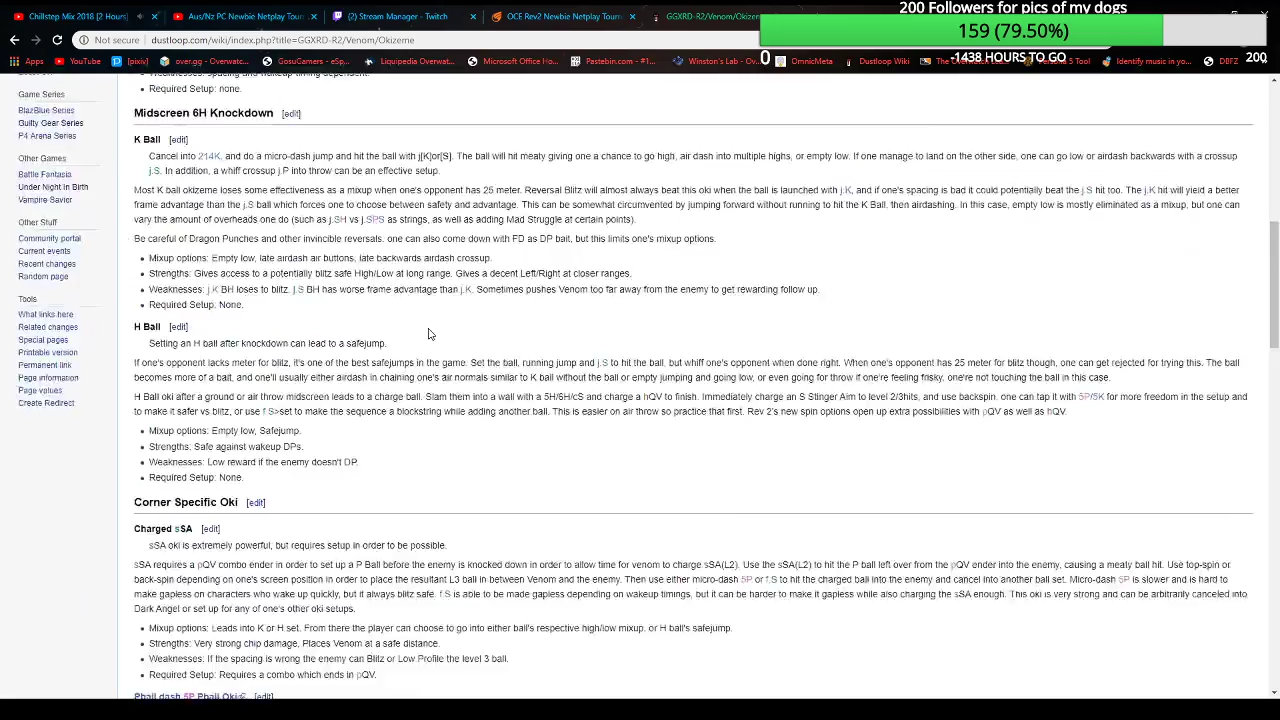 200 Followers for pics of my dogs
Chillstep Mix 2018 [2 Hours]
Aus/Nz PC Newbie Netplay Tour
(2) Stream Manager - Twitch
OCE Rev2 Newbie Netplay Tour
GGXRD-R2/Venom/Okizem
159 (79.50%)
Not secure | dustloop.com/wiki/index.php?title=GGXRD-R2/Venom/Okizeme
0 -1438 HOURS TO GO 200
Apps YouTube [pixiv] over.gg — Overwatc... GosuGamers - eSp... Liquipedia Overwat... Microsoft Office Ho... Pastebin.com - #1... Winston's Lab - Ov... OmnicMeta Dustloop Wiki 5 Tool Identify music in yo... DBFZ
Required Setup: none.
Game Series
BlazBlue Series
Guilty Gear Series
P4 Arena Series
Other Games
Battle Fantasia
Under Night In Birth
Vampire Savior
Other Stuff
Community portal
Current events
Recent changes
Random page
Tools
What links here
Related changes
Special pages
Printable version
Permanent link
Page information
Page values
Create Redirect
Midscreen 6H Knockdown [edit]
K Ball [edit]
Cancel into 214K, and do a micro-dash jump and hit the ball with j[K]or[S]. The ball will hit meaty giving one a chance to go high, air dash into multiple highs, or empty low. If one manage to land on the other side, one can go low or airdash backwards with a crossup
j.S. In addition, a whiff crossup j.P into throw can be an effective setup.
Most K ball okizeme loses some effectiveness as a mixup when one's opponent has 25 meter. Reversal Blitz will almost always beat this oki when the ball is launched with j.K, and if one's spacing is bad it could potentially beat the j.S hit too. The j.K hit will yield a better
frame advantage than the j.S ball which forces one to choose between safety and advantage. This can be somewhat circumvented by jumping forward without running to hit the K Ball, then airdashing. In this case, empty low is mostly eliminated as a mixup, but one can
vary the amount of overheads one do (such as j.SH vs j.SPS as strings, as well as adding Mad Struggle at certain points).
Be careful of Dragon Punches and other invincible reversals. one can also come down with FD as DP bait, but this limits one's mixup options.
Mixup options: Empty low, late airdash air buttons, late backwards airdash crossup.
Strengths: Gives access to a potentially blitz safe High/Low at long range. Gives a decent Left/Right at closer ranges.
Weaknesses: j.K BH loses to blitz. j.S BH has worse frame advantage than j.K. Sometimes pushes Venom too far away from the enemy to get rewarding follow up.
Required Setup: None.
H Ball [edit]
Setting an H ball after knockdown can lead to a safejump.
If one's opponent lacks meter for blitz, it's one of the best safejumps in the game: Set the ball, running jump and j.S to hit the ball, but whiff one's opponent when done right. When one's opponent has 25 meter for blitz though, one can get rejected for trying this. The ball
becomes more of a bait, and one'll usually either airdash in chaining one's air normals similar to K ball without the ball or empty jumping and going low, or even going for throw if one're feeling frisky, one're not touching the ball in this case.
H Ball oki after a ground or air throw midscreen leads to a charge ball. Slam them into a wall with a 5H/6H/cS and charge a hQV to finish. Immediately charge an S Stinger Aim to level 2/3hits, and use backspin. one can tap it with 5P/5K for more freedom in the setup and
to make it safer vs blitz, or use f.S>set to make the sequence a blockstring while adding another ball. This is easier on air throw so practice that first. Rev 2's new spin options open up extra possibilities with pQV as well as hQV.
Mixup options: Empty low, Safejump.
Strengths: Safe against wakeup DPs.
Weaknesses: Low reward if the enemy doesn't DP.
Required Setup: None.
Corner Specific Oki [edit]
Charged sSA [edit]
sSA oki is extremely powerful, but requires setup in order to be possible.
sSA requires a pQV combo ender in order to set up a P Ball before the enemy is knocked down in order to allow time for venom to charge sSA(L2). Use the sSA(L2) to hit the P ball left over from the pQV ender into the enemy, causing a meaty ball hit. Use top-spin or
back-spin depending on one's screen position in order to place the resultant L3 ball in between Venom and the enemy. Then use either micro-dash 5P or f.S to hit the charged ball into the enemy and cancel into another ball set. Micro-dash 5P is slower and is hard to
make gapless on characters who wake up quickly, but it always blitz safe. f.S is able to be made gapless depending on wakeup timings, but it can be harder to make it gapless while also charging the sSA enough. This oki is very strong and can be arbitrarily canceled into
Dark Angel or set up for any of one's other oki setups.
Mixup options: Leads into K or H set. From there the player can choose to go into either ball's respective high/low mixup, or H ball's safejump.
Strengths: Very strong chip damage, Places Venom at a safe distance.
Weaknesses: If the spacing is wrong the enemy can Blitz or Low Profile the level 3 ball.
Required Setup: Requires a combo which ends in pQV.
Pball dash 5P Pball Oki [edit]